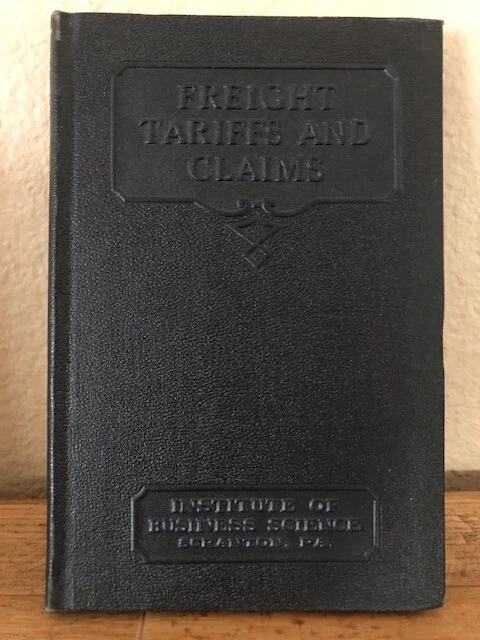 FREIGHT
TARIFFS AND
CLAIMS
INSTITUTE OF
BUSINESS SCIENCE
SCRANTON, PA.